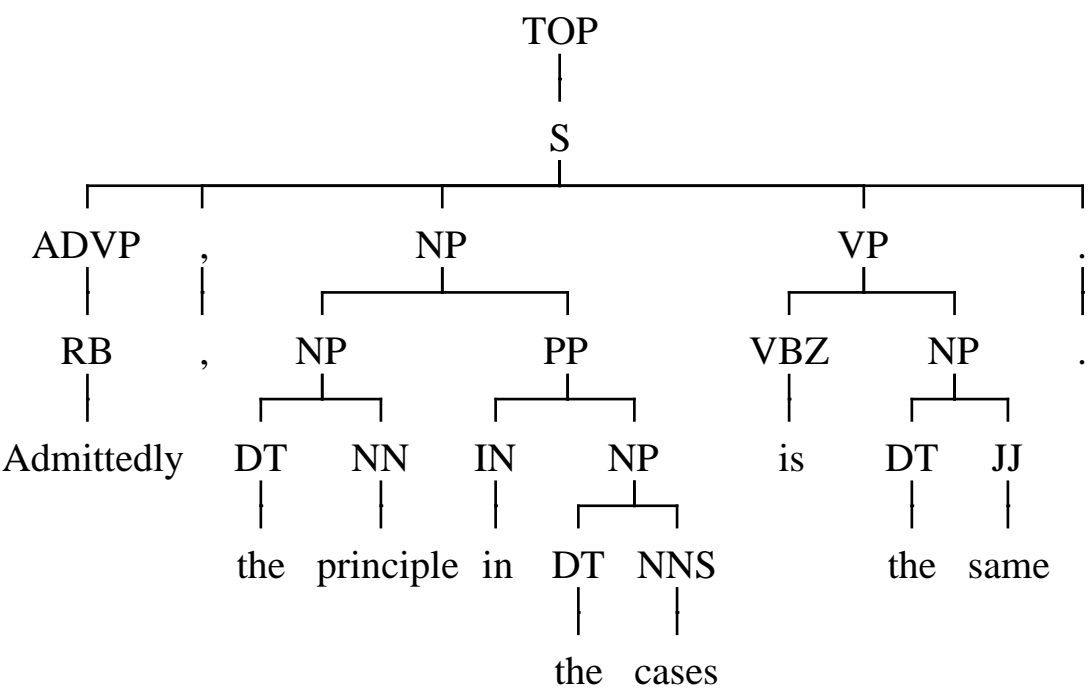 TOP
S
ADVP , NP VP .
RB , NP PP VBZ NP .
Admittedly DT NN IN NP is DT JJ
the principle in DT NNS the same
the cases